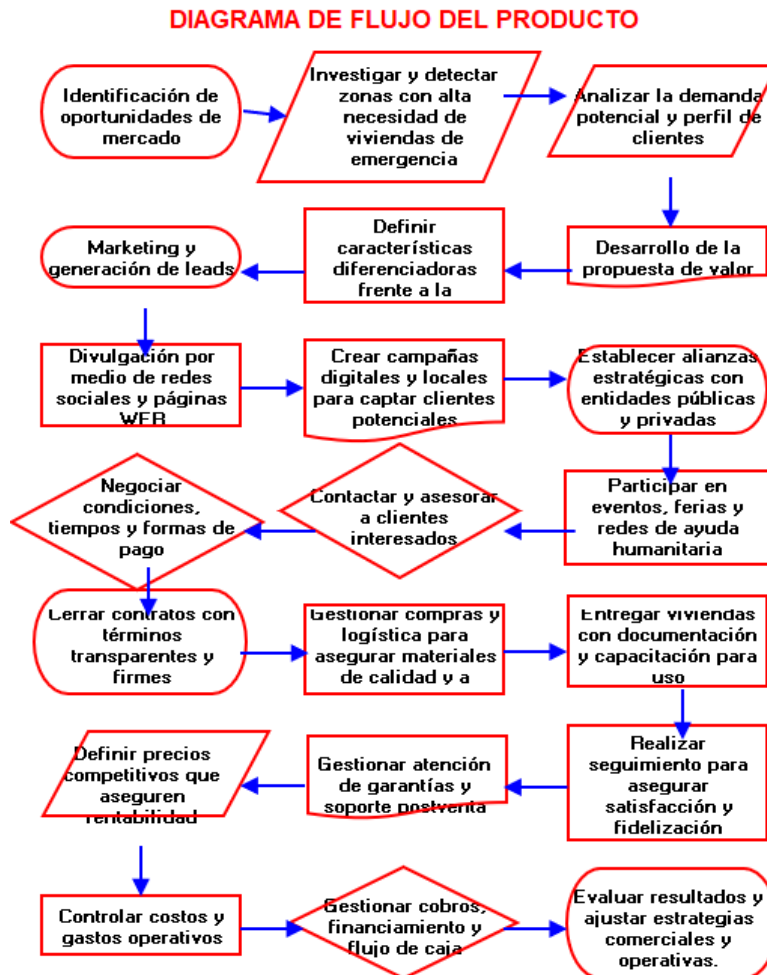 DIAGRAMA DE FLUJO DEL PRODUCTO
Identificación de
oportunidades de
mercado
Investigar y detectar
zonas con alta
necesidad de
viviendas de
emergencia
Analizar la demanda
potencial y perfil de
clientes
Desarrollo de la
propuesta de valor
Definir
características
diferenciadoras
frente a la
Marketing y
generación de leads
Divulgación por
medio de redes
sociales y páginas
WEB
Crear campañas
digitales y locales
para captar clientes
potenciales
Establecer alianzas
estratégicas con
entidades públicas
y privadas
Participar en
eventos, ferias y
redes de ayuda
humanitaria
Contactar y asesorar
a clientes
interesados
Negociar
condiciones,
tiempos y formas de
pago
Cerrar contratos con
términos
transparentes y
firmes
Gestionar compras y
logística para
asegurar materiales
de calidad y a
Entregar viviendas
con documentación
y capacitación para
uso
Realizar
seguimiento para
asegurar
satisfacción y
fidelización
Gestionar atención
de garantías y
soporte postventa
Definir precios
competitivos que
aseguren
rentabilidad
Controlar costos y
gastos operativos
Gestionar cobros,
financiamiento y
flujo de caja
Evaluar resultados y
ajustar estrategias
comerciales y
operativas.